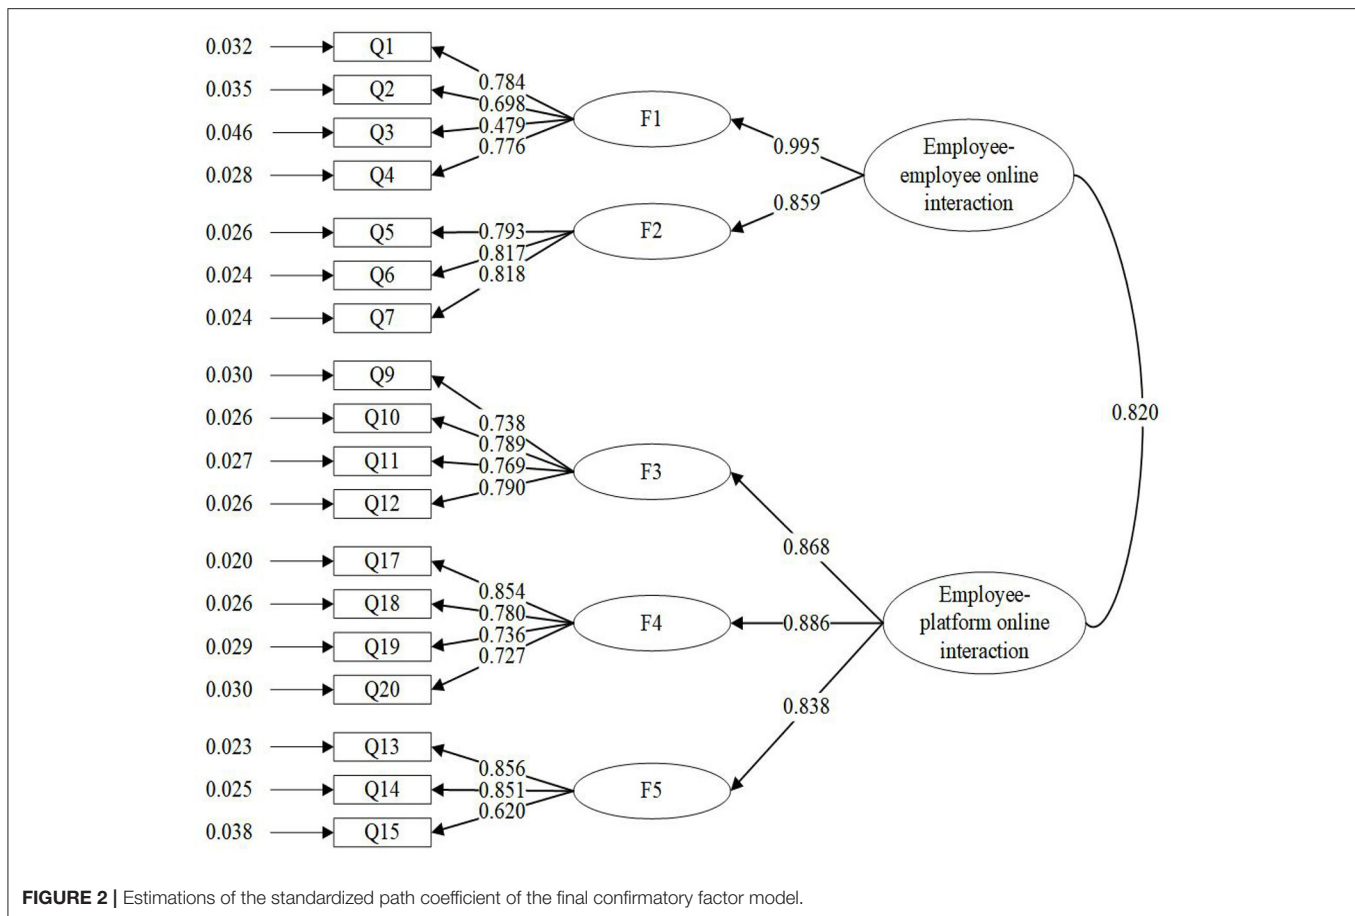 0.032 Q1
0.035 Q2
0.046 Q3
0.028 Q4
0.784
0.698
0.479
0.776
F1
0.026 Q5
0.024 Q6
0.024 Q7
0.793
0.817
0.818
F2
0.995
0.859
Employee-
employee online
interaction
0.030 Q9
0.026 Q10
0.027 Q11
0.026 Q12
0.738
0.789
0.769
0.790
F3
0.020 Q17
0.026 Q18
0.029 Q19
0.030 Q20
0.854
0.780
0.736
0.727
F4
0.023 Q13
0.025 Q14
0.038 Q15
0.856
0.851
0.620
F5
0.868
0.886
0.838
Employee-
platform online
interaction
0.820
FIGURE 2 | Estimations of the standardized path coefficient of the final confirmatory factor model.